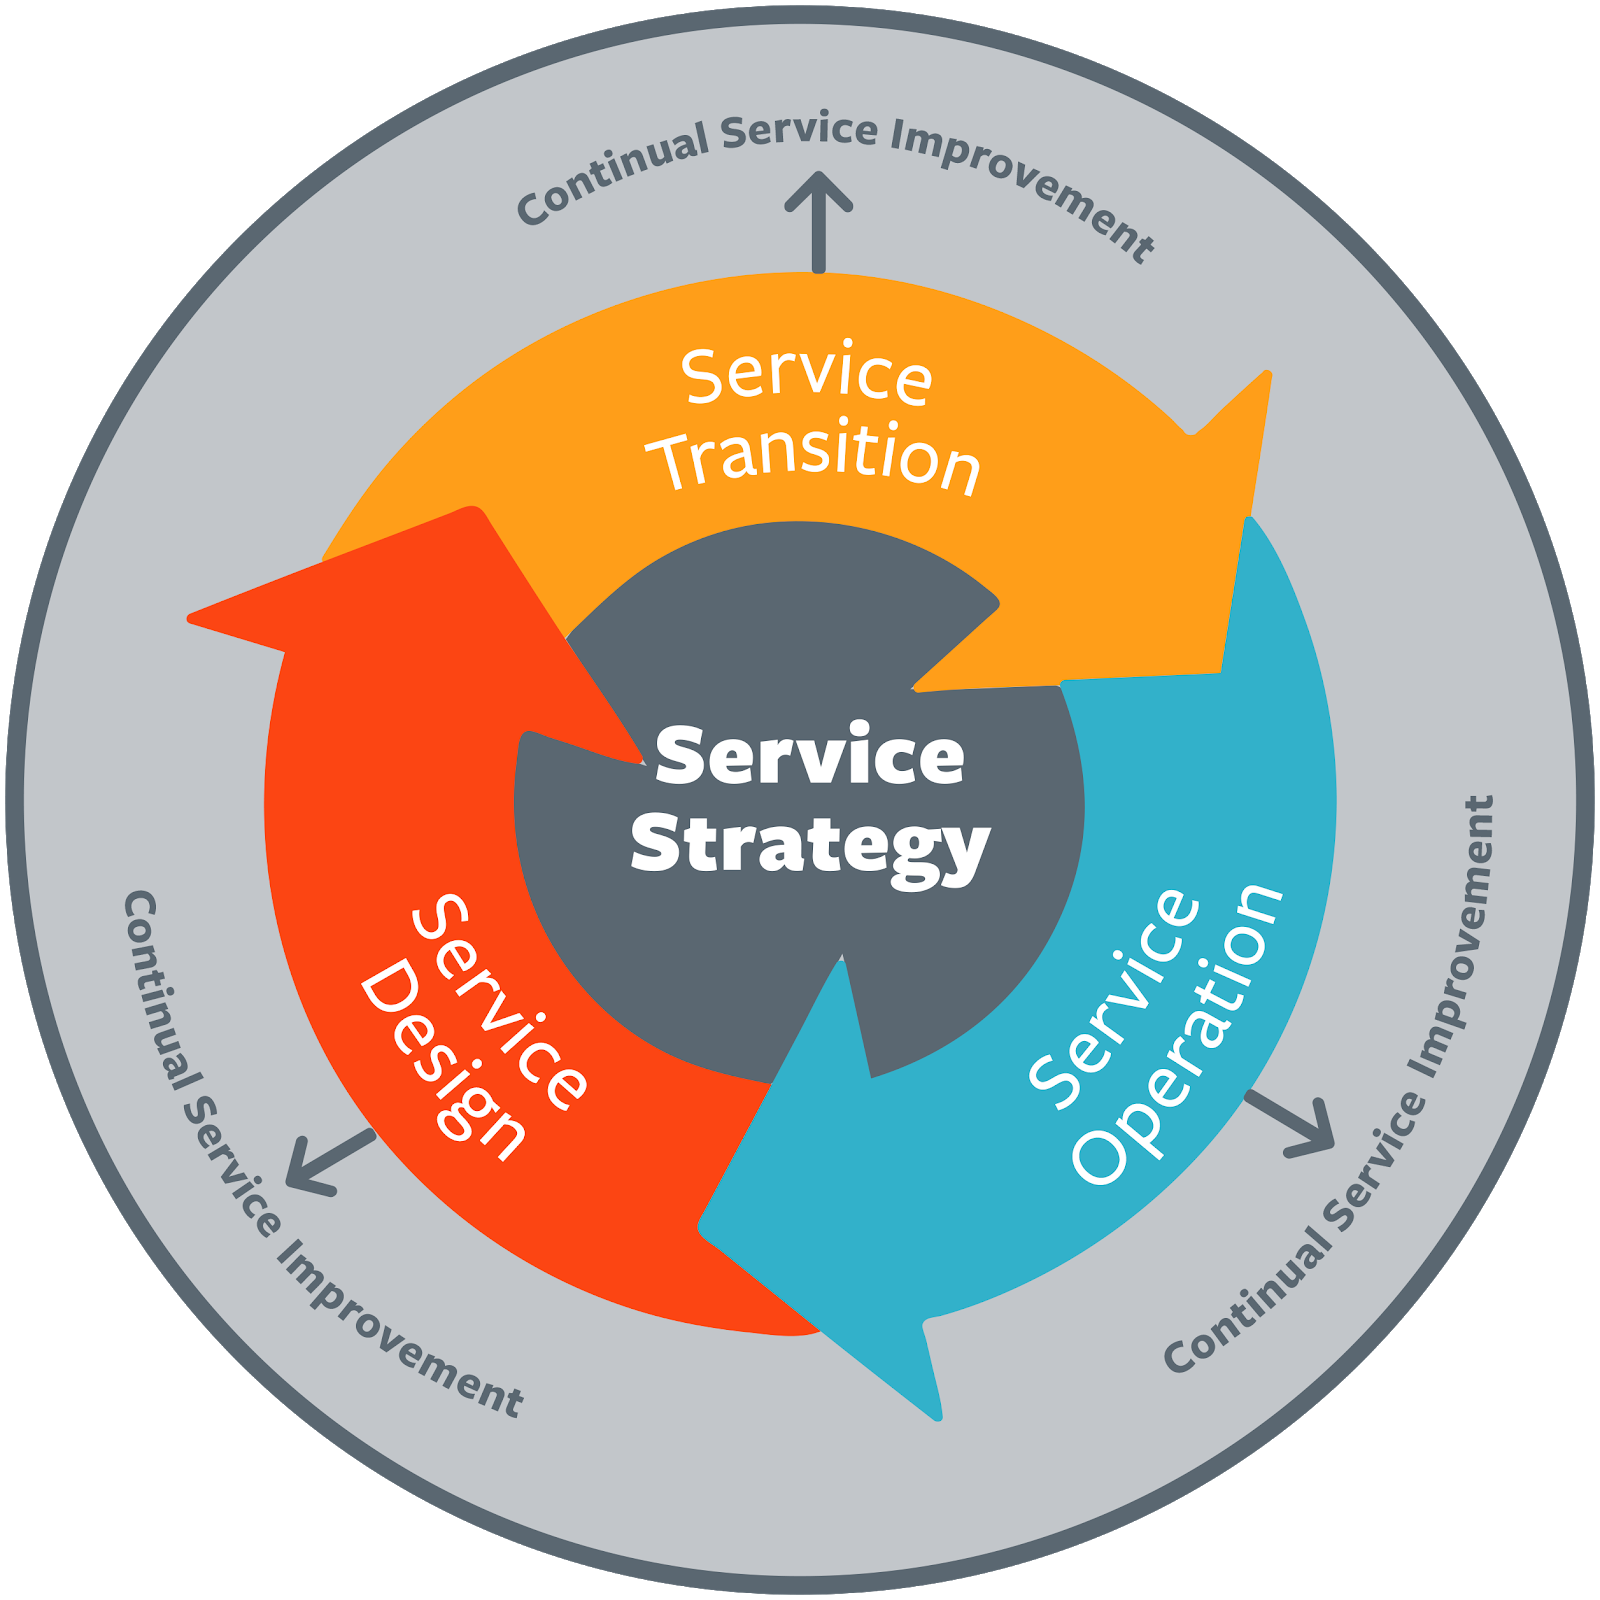 Continual Service Improvement
Service
Transition
Service
Strategy
Service
Operation
Continual Service Improvement
Service
Design
Continual Service Improvement